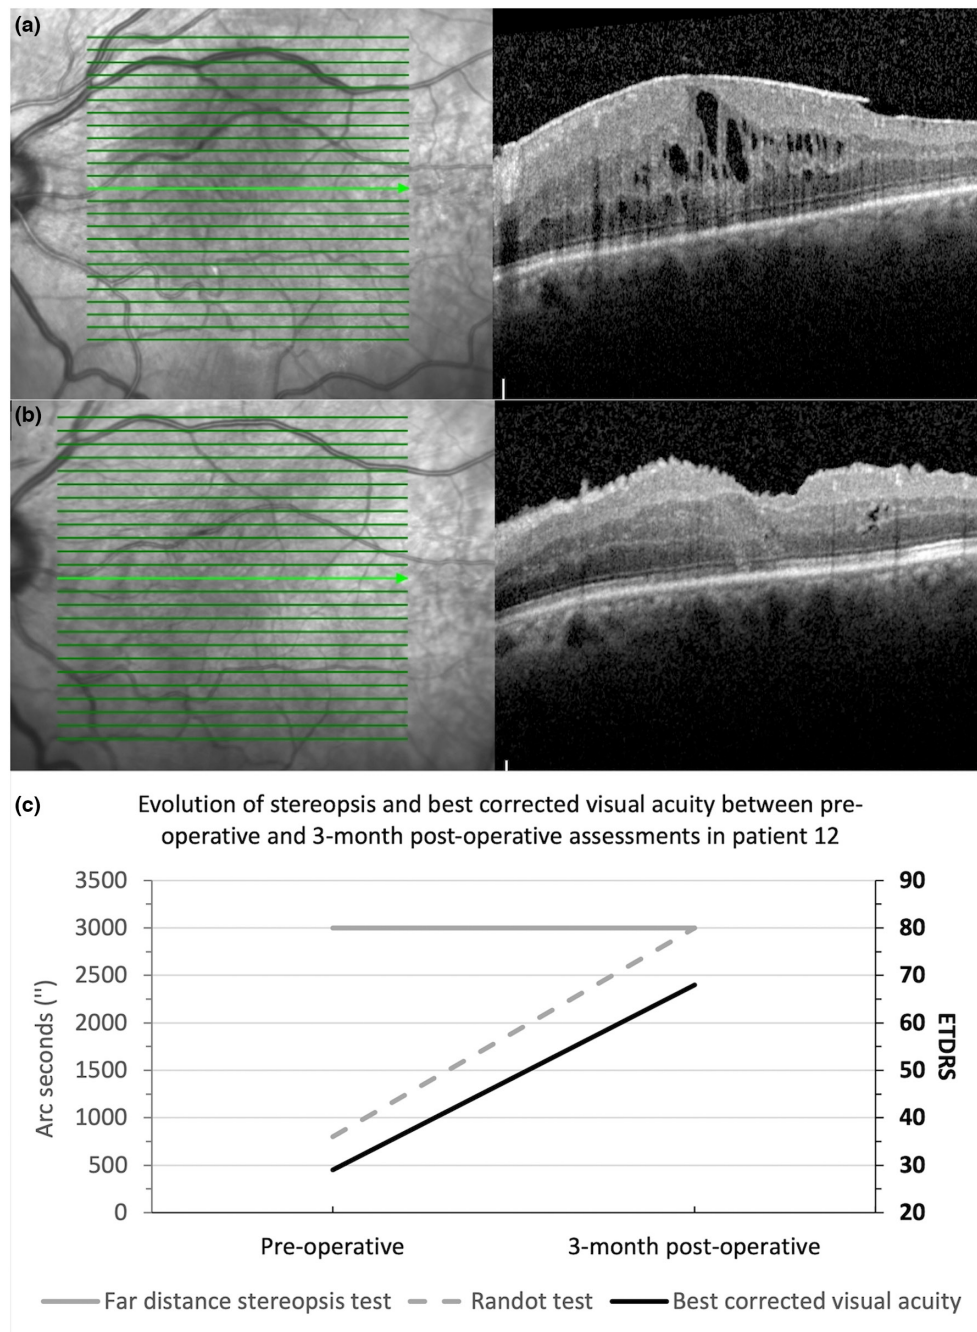 (a)
(b)
(c)
Evolution of stereopsis and best corrected visual acuity between pre-
operative and 3-month post-operative assessments in patient 12
3500
3000
2500
2000
1500
1000
500
0
Arc seconds ('')
90
80
70
60
50
40
30
20
ETDRS
Pre-operative
3-month post-operative
Far distance stereopsis test
Randot test
Best corrected visual acuity